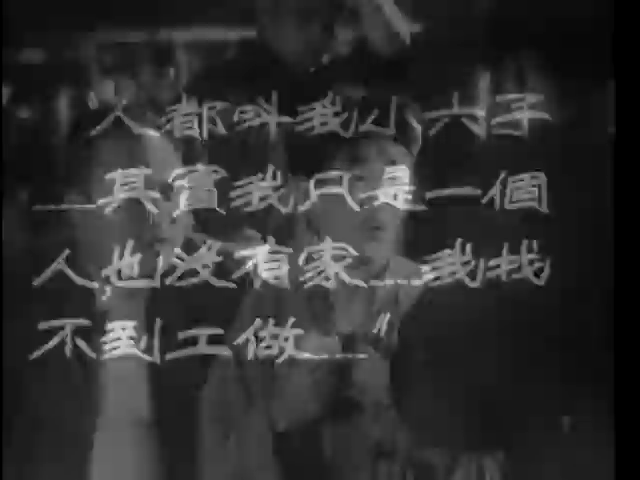 "人都叫我小六子
……其實我只是一個
人，也沒有家……我找
不到工做……"